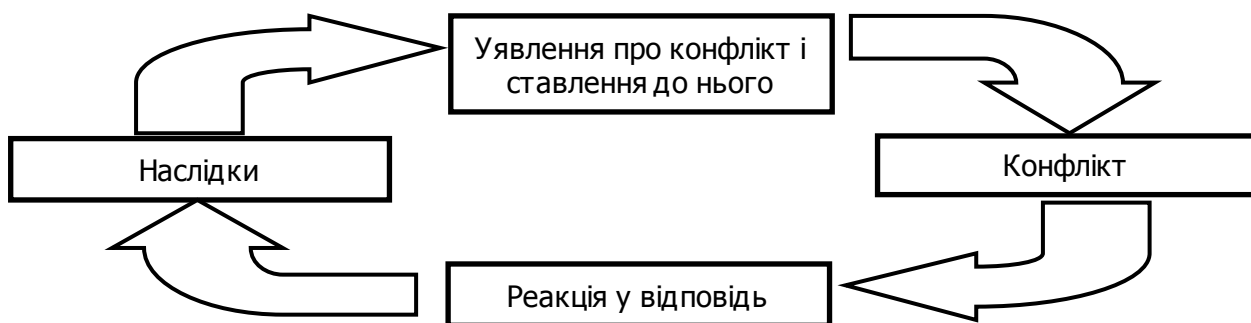 Уявлення про конфлікт і
ставлення до нього
Наслідки
Конфлікт
Реакція у відповідь